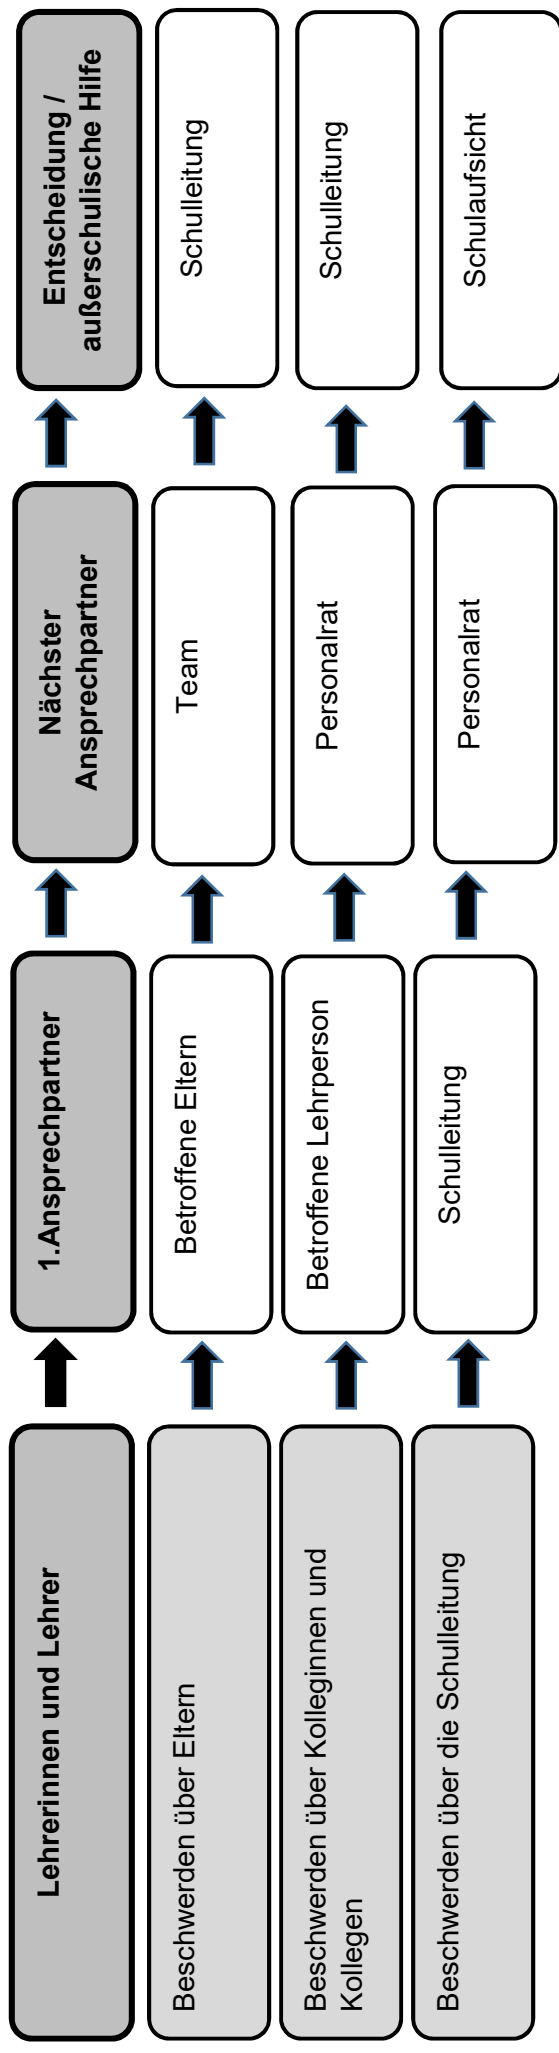 Lehrerinnen und Lehrer
1.Ansprechpartner
Nächster
Ansprechpartner
Entscheidung /
außerschulische Hilfe
Beschwerden über Eltern
Betroffene Eltern
Team
Schulleitung
Beschwerden über Kolleginnen und
Kollegen
Betroffene Lehrperson
Personalrat
Schulleitung
Beschwerden über die Schulleitung
Schulleitung
Personalrat
Schulaufsicht